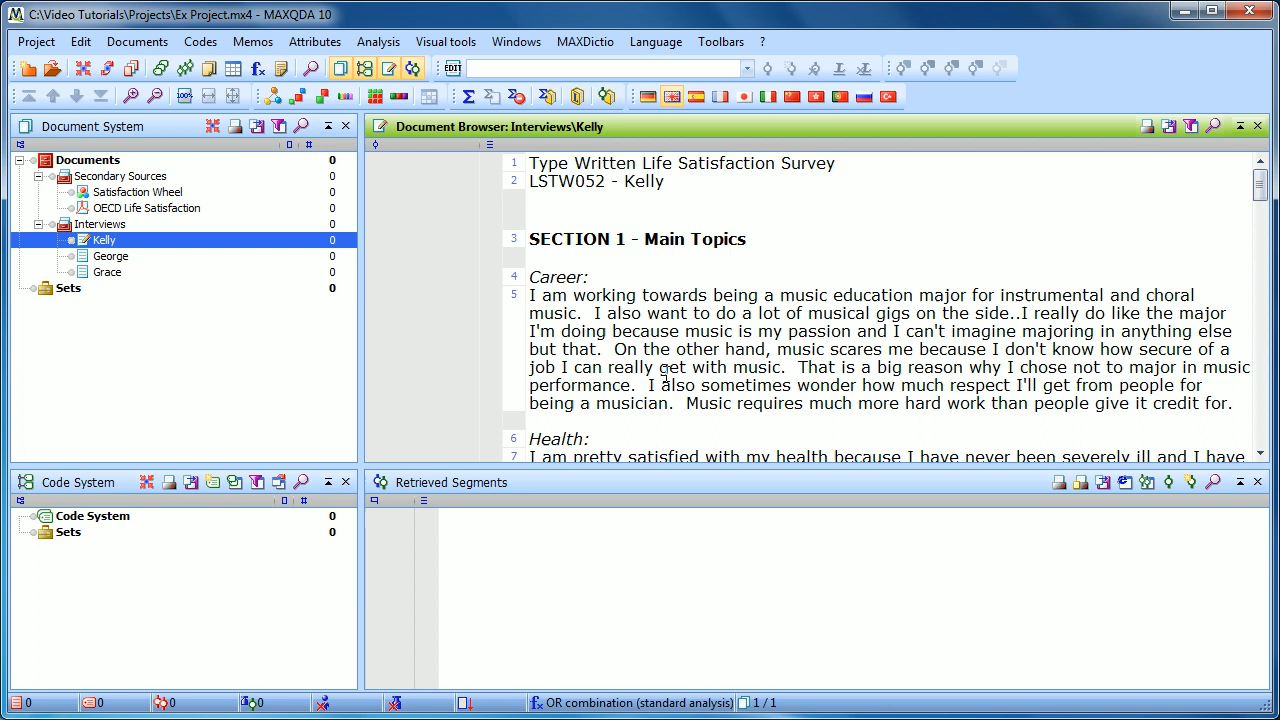 C:\Video Tutorials\Projects\Ex Project.mx4 - MAXQDA 10
Project Edit Documents Codes Memos Attributes Analysis Visual tools Windows MAXDictio Language Toolbars ?
EDIT
100%
Document System
Documents 0
Secondary Sources 0
Satisfaction Wheel 0
OECD Life Satisfaction 0
Interviews 0
Kelly 0
George 0
Grace 0
Sets 0
Document Browser: Interviews\Kelly
1 Type Written Life Satisfaction Survey
2 LSTW052 - Kelly
3 SECTION 1 - Main Topics
4 Career:
5 I am working towards being a music education major for instrumental and choral
music.  I also want to do a lot of musical gigs on the side..I really do like the major
I'm doing because music is my passion and I can't imagine majoring in anything else
but that.  On the other hand, music scares me because I don't know how secure of a
job I can really get with music.  That is a big reason why I chose not to major in music
performance.  I also sometimes wonder how much respect I'll get from people for
being a musician.  Music requires much more hard work than people give it credit for.
6 Health:
7 I am pretty satisfied with my health because I have never been severely ill and I have
Code System
Code System 0
Sets 0
Retrieved Segments
0 0 0 0 OR combination (standard analysis) 1 / 1